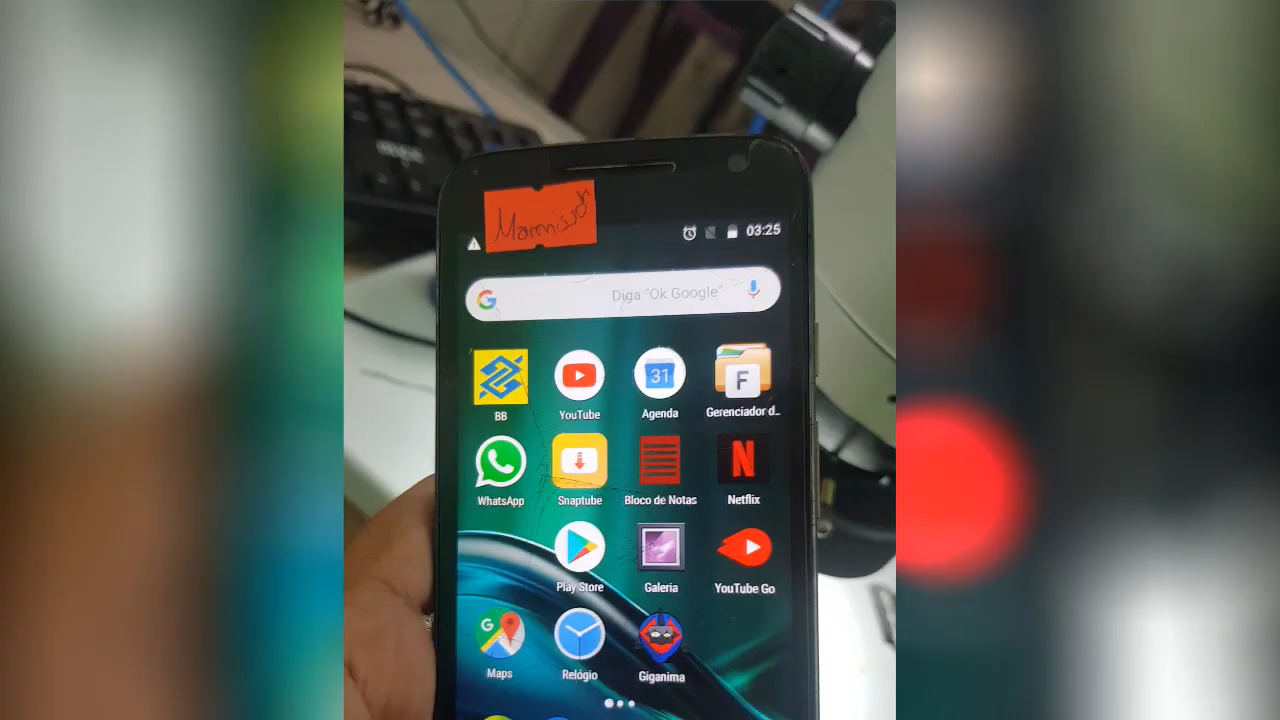 03:25
Diga "Ok Google"
31
F
BB
YouTube
Agenda
Gerenciador d..
N
WhatsApp
Snaptube
Bloco de Notas
Netflix
Play Store
Galeria
YouTube Go
G
Maps
Relógio
Giganima